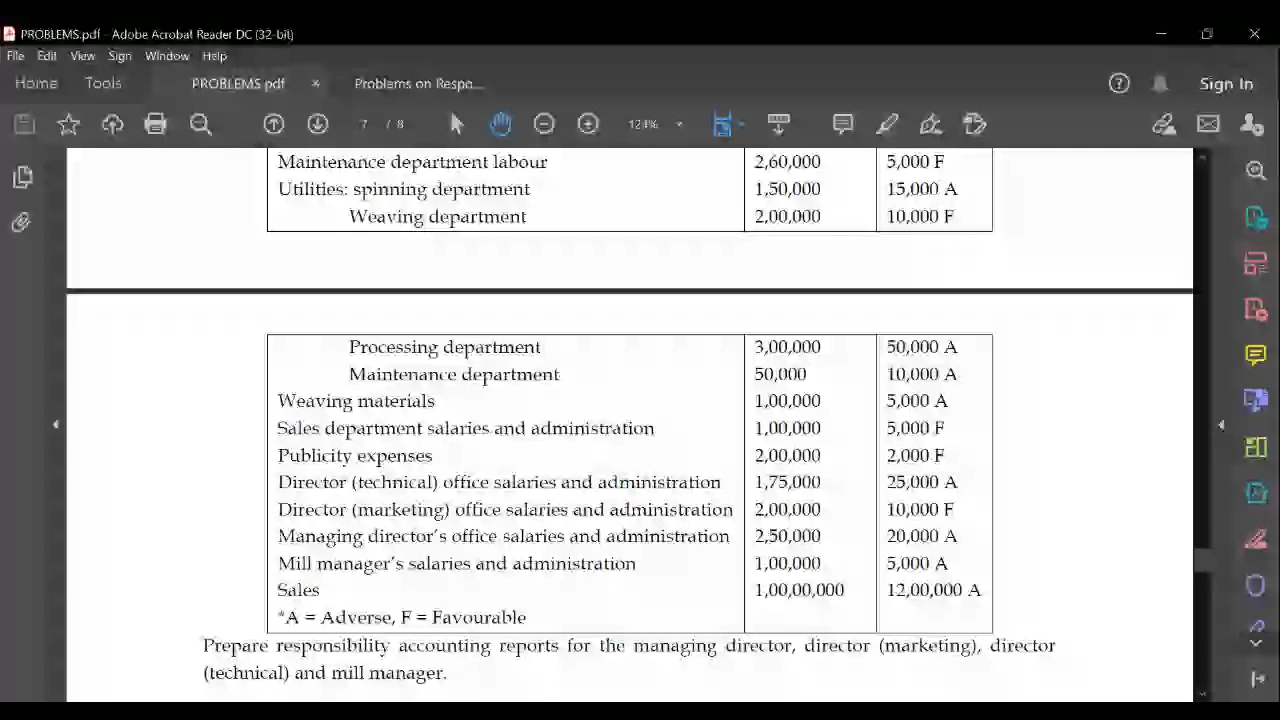 PROBLEMS.pdf - Adobe Acrobat Reader DC (32-bit)
File Edit View Sign Window Help
Home Tools PROBLEMS.pdf × Problems on Respo... Sign In
7 / 8 124%
Maintenance department labour 2,60,000 5,000 F
Utilities: spinning department 1,50,000 15,000 A
Weaving department 2,00,000 10,000 F
Processing department 3,00,000 50,000 A
Maintenance department 50,000 10,000 A
Weaving materials 1,00,000 5,000 A
Sales department salaries and administration 1,00,000 5,000 F
Publicity expenses 2,00,000 2,000 F
Director (technical) office salaries and administration 1,75,000 25,000 A
Director (marketing) office salaries and administration 2,00,000 10,000 F
Managing director's office salaries and administration 2,50,000 20,000 A
Mill manager's salaries and administration 1,00,000 5,000 A
Sales 1,00,00,000 12,00,000 A
*A = Adverse, F = Favourable
Prepare responsibility accounting reports for the managing director, director (marketing), director
(technical) and mill manager.